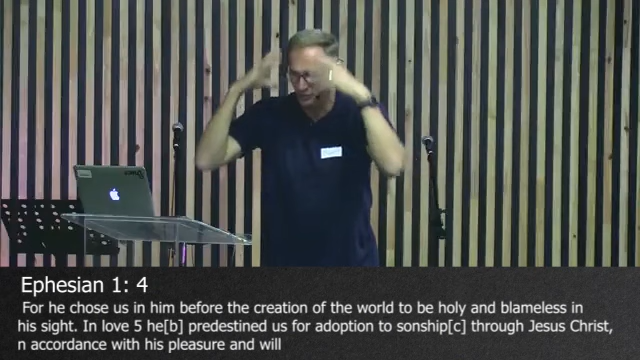 Ephesian 1: 4
For he chose us in him before the creation of the world to be holy and blameless in
his sight. In love 5 he[b] predestined us for adoption to sonship[c] through Jesus Christ,
n accordance with his pleasure and will